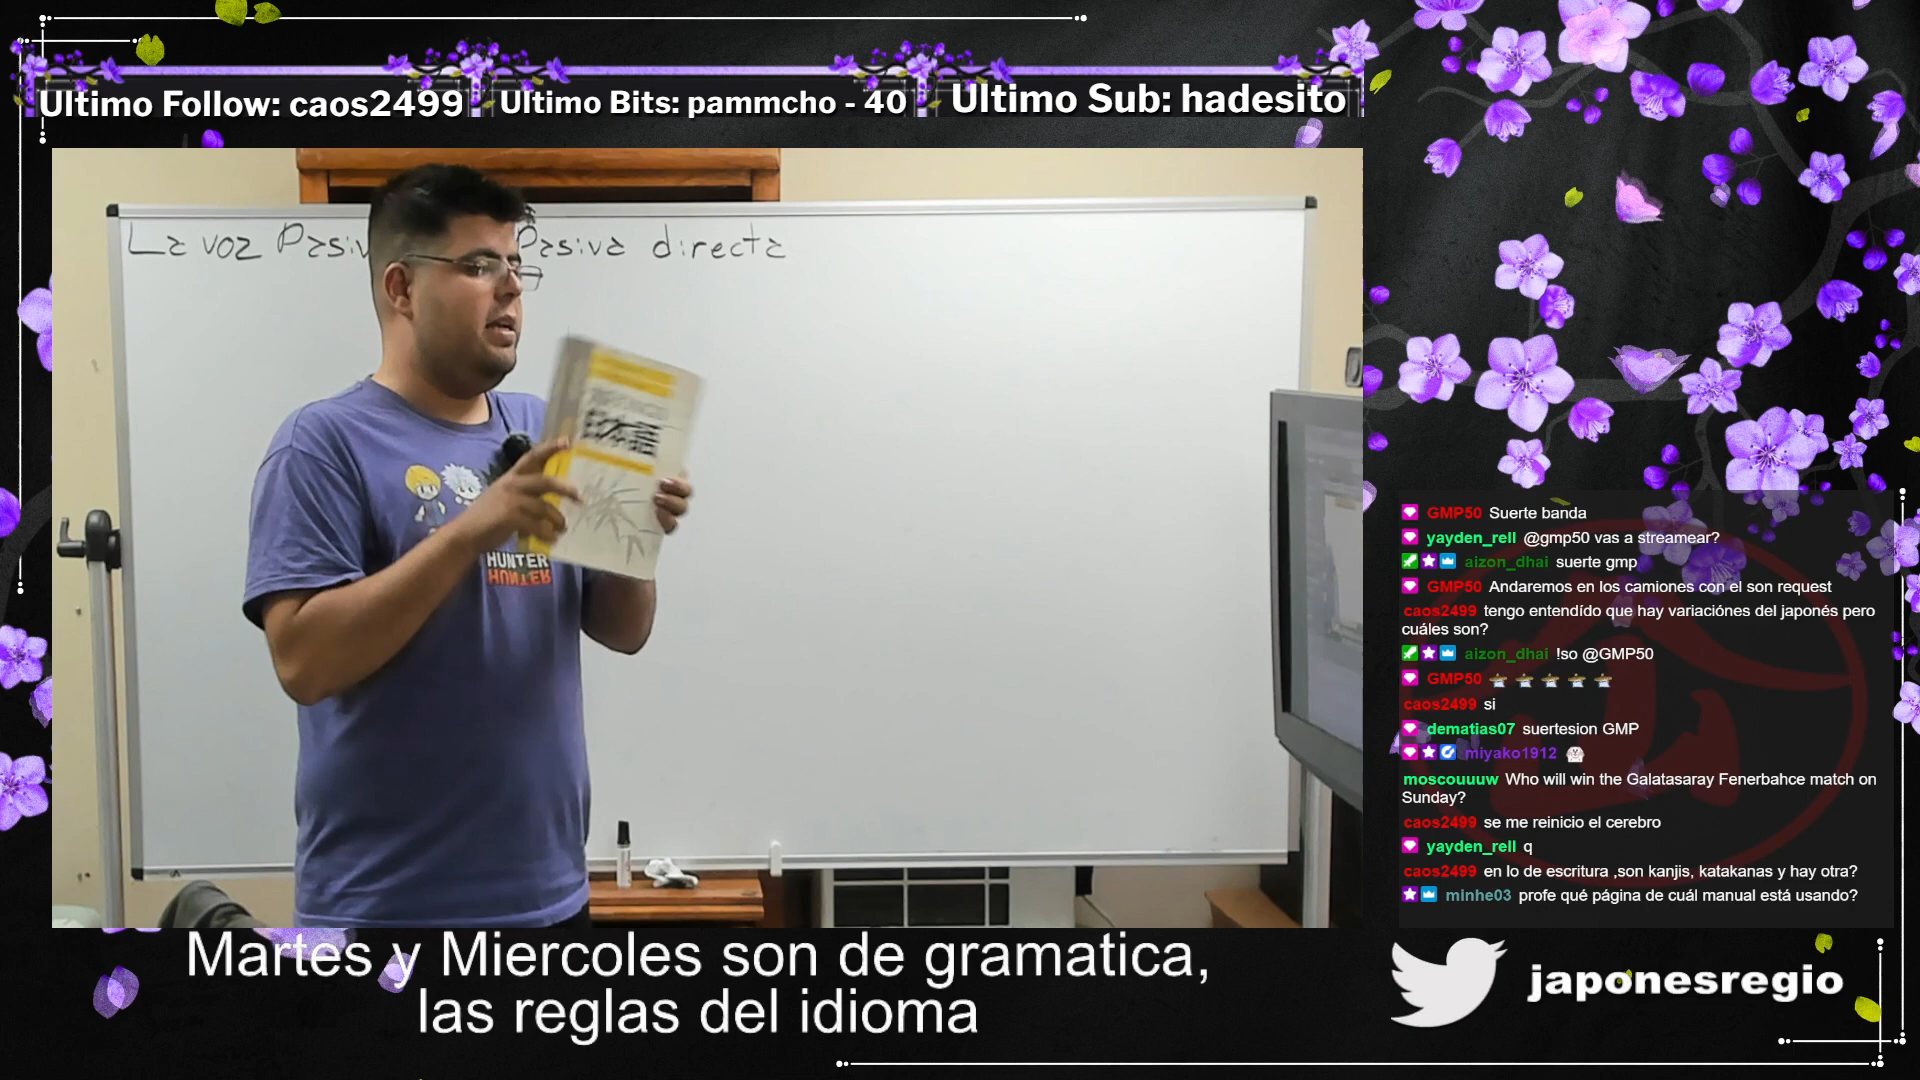 Ultimo Follow: caos2499
Ultimo Bits: pammcho - 40
Ultimo Sub: hadesito
La voz Pasiv
Pasiva directa
HUNTER
HUNTER
GMP50 Suerte banda
yayden_rell @gmp50 vas a streamear?
aizon_dhai suerte gmp
GMP50 Andaremos en los camiones con el son request
caos2499 tengo entendído que hay variaciónes del japonés pero
cuáles son?
aizon_dhai !so @GMP50
GMP50
caos2499 si
dematias07 suertesion GMP
miyako1912
moscouuuw Who will win the Galatasaray Fenerbahce match on
Sunday?
caos2499 se me reinicio el cerebro
yayden_rell q
caos2499 en lo de escritura ,son kanjis, katakanas y hay otra?
minhe03 profe qué página de cuál manual está usando?
Martes y Miercoles son de gramatica,
las reglas del idioma
japonesregio